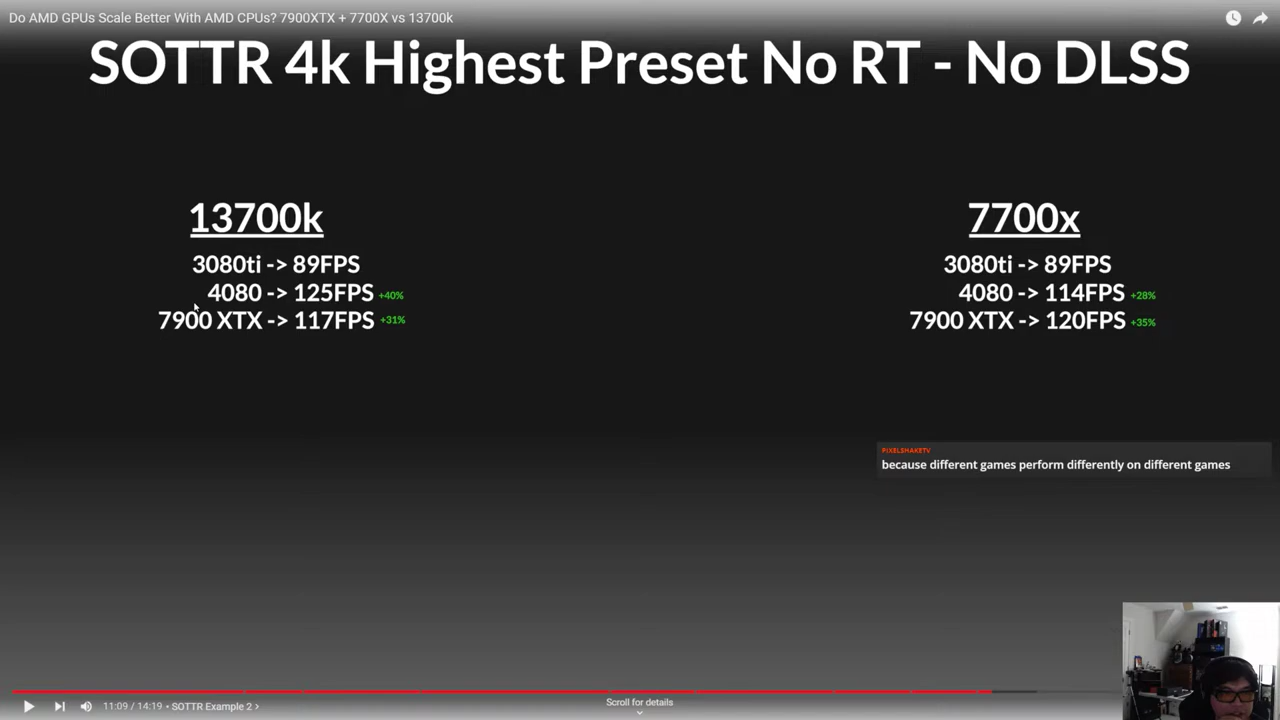 Do AMD GPUs Scale Better With AMD CPUs? 7900XTX + 7700X vs 13700k
SOTTR 4k Highest Preset No RT - No DLSS
13700k
3080ti -> 89FPS
4080 -> 125FPS +40%
7900 XTX -> 117FPS +31%
7700x
3080ti -> 89FPS
4080 -> 114FPS +28%
7900 XTX -> 120FPS +35%
PIXELSHAKETV
because different games perform differently on different games
11:09 / 14:19 • SOTTR Example 2 ›
Scroll for details